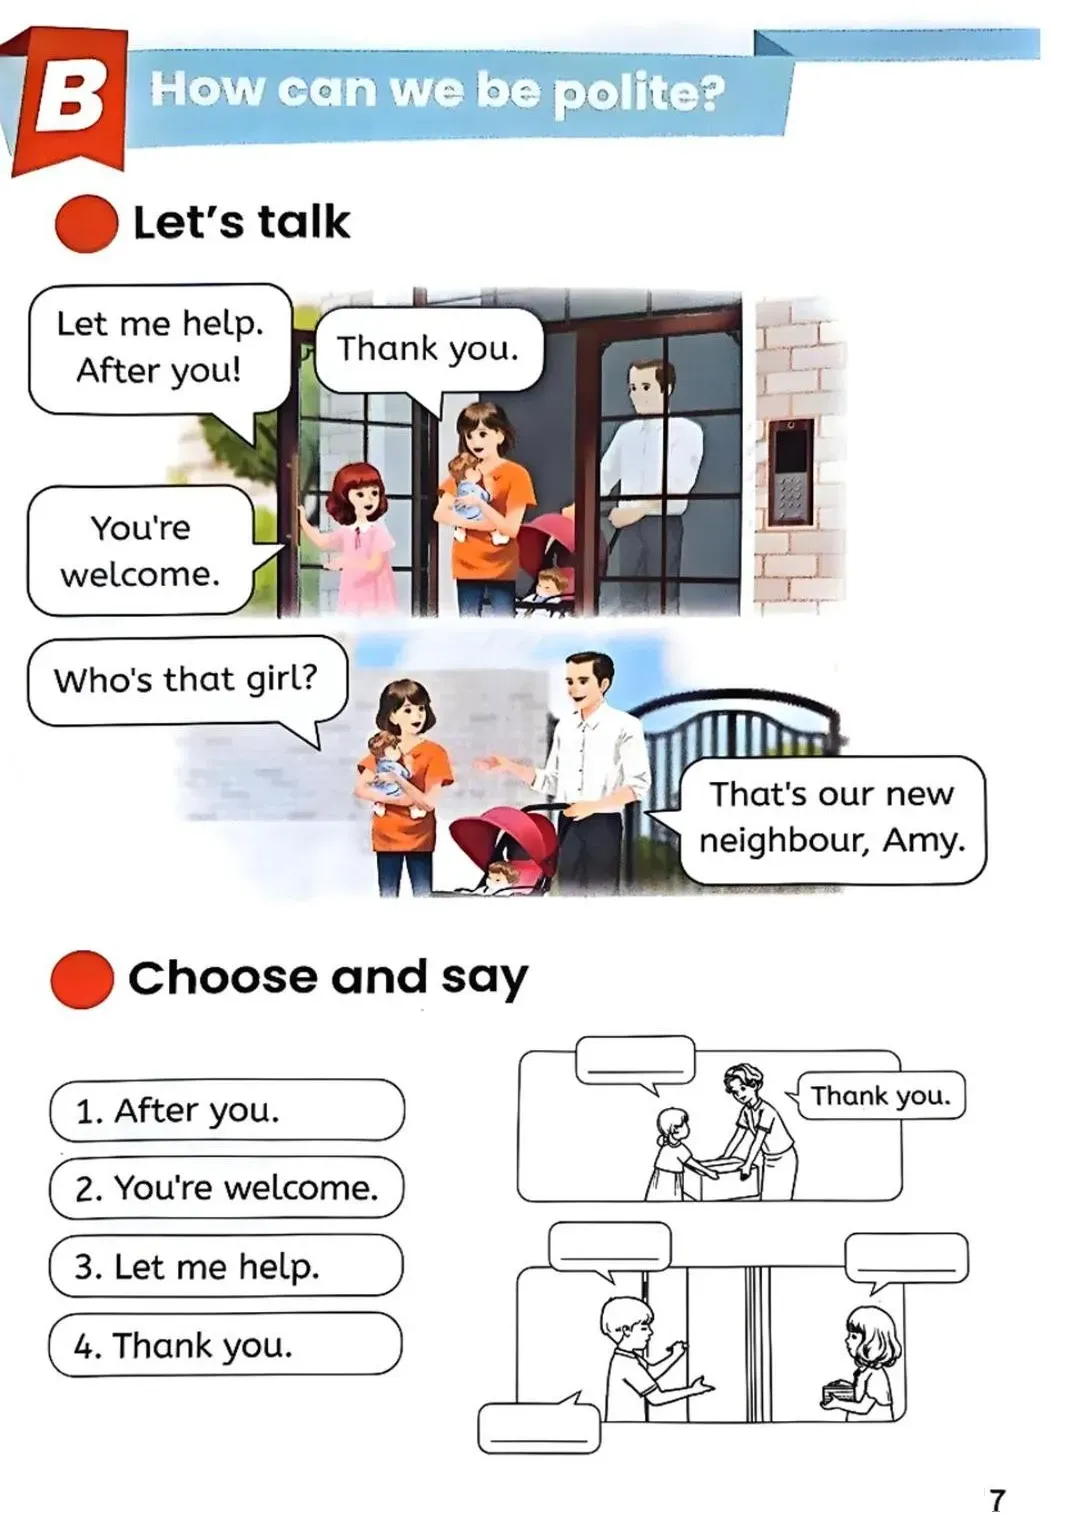 B
How can we be polite?
Let's talk
Let me help.
After you!
Thank you.
You're
welcome.
Who's that girl?
That's our new
neighbour, Amy.
Choose and say
1. After you.
2. You're welcome.
3. Let me help.
4. Thank you.
Thank you.
7